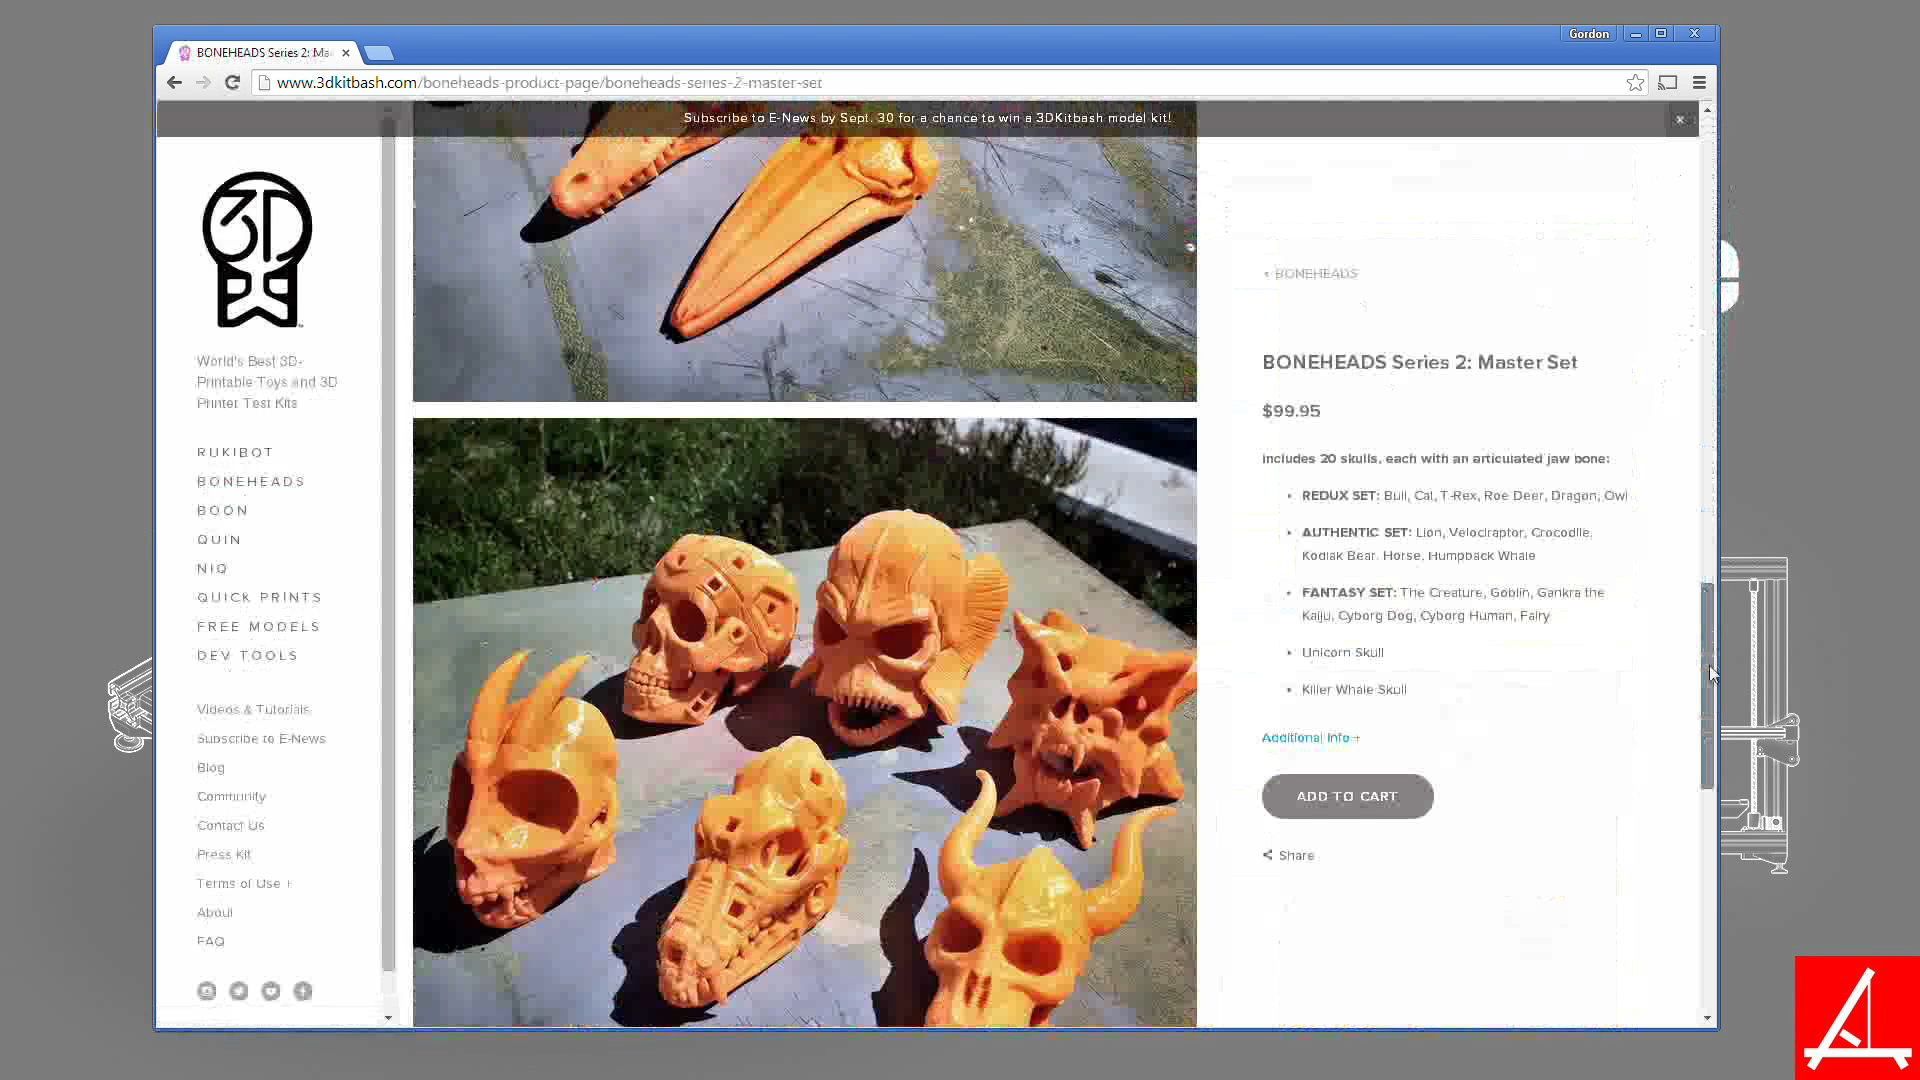 Gordon
BONEHEADS Series 2: Ma
www.3dkitbash.com/boneheads-product-page/boneheads-series-2-master-set
Subscribe to E-News by Sept. 30 for a chance to win a 3DKitbash model kit!
3D
World's Best 3D-
Printable Toys and 3D
Printer Test Kits
RUKIBOT
BONEHEADS
BOON
QUIN
NIQ
QUICK PRINTS
FREE MODELS
DEV TOOLS
Videos & Tutorials
Subscribe to E-News
Blog
Community
Contact Us
Press Kit
Terms of Use +
About
FAQ
< BONEHEADS
BONEHEADS Series 2: Master Set
$99.95
Includes 20 skulls, each with an articulated jaw bone:
• REDUX SET: Bull, Cat, T-Rex, Roe Deer, Dragon, Owl
• AUTHENTIC SET: Lion, Velociraptor, Crocodile,
Kodiak Bear, Horse, Humpback Whale
• FANTASY SET: The Creature, Goblin, Gankra the
Kaiju, Cyborg Dog, Cyborg Human, Fairy
• Unicorn Skull
• Killer Whale Skull
Additional Info +
ADD TO CART
Share